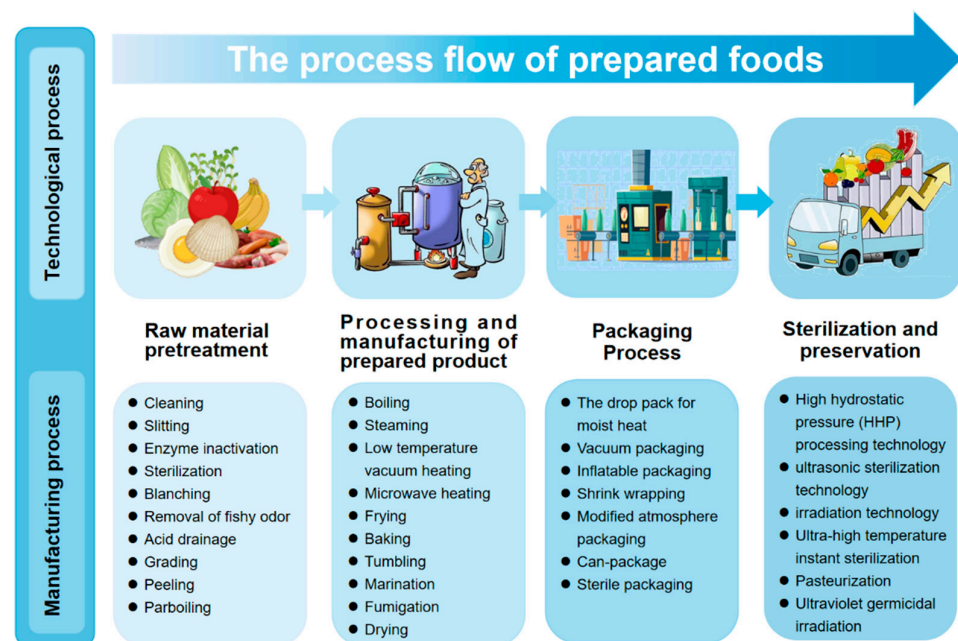 The process flow of prepared foods
Technological process
Raw material
pretreatment
Processing and
manufacturing of
prepared product
Packaging
Process
Sterilization and
preservation
Manufacturing process
● Cleaning
● Slitting
● Enzyme inactivation
● Sterilization
● Blanching
● Removal of fishy odor
● Acid drainage
● Grading
● Peeling
● Parboiling
● Boiling
● Steaming
● Low temperature
vacuum heating
● Microwave heating
● Frying
● Baking
● Tumbling
● Marination
● Fumigation
● Drying
● The drop pack for
moist heat
● Vacuum packaging
● Inflatable packaging
● Shrink wrapping
● Modified atmosphere
packaging
● Can-package
● Sterile packaging
● High hydrostatic
pressure (HHP)
processing technology
● ultrasonic sterilization
technology
● irradiation technology
● Ultra-high temperature
instant sterilization
● Pasteurization
● Ultraviolet germicidal
irradiation